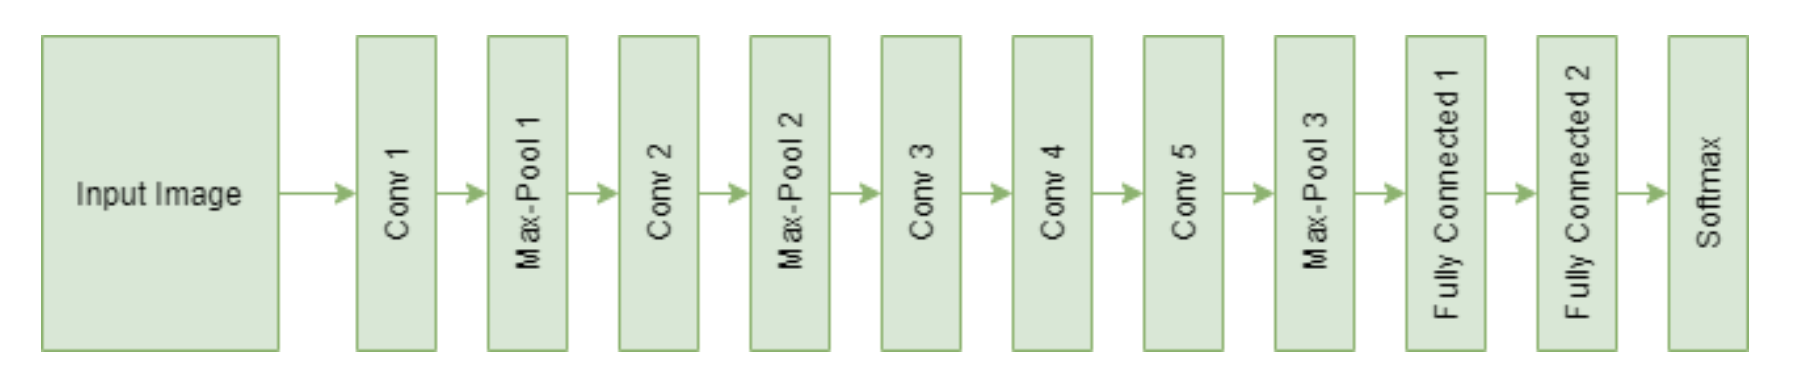 Input Image
Conv 1
Max-Pool 1
Conv 2
Max-Pool 2
Conv 3
Conv 4
Conv 5
Max-Pool 3
Fully Connected 1
Fully Connected 2
Softmax